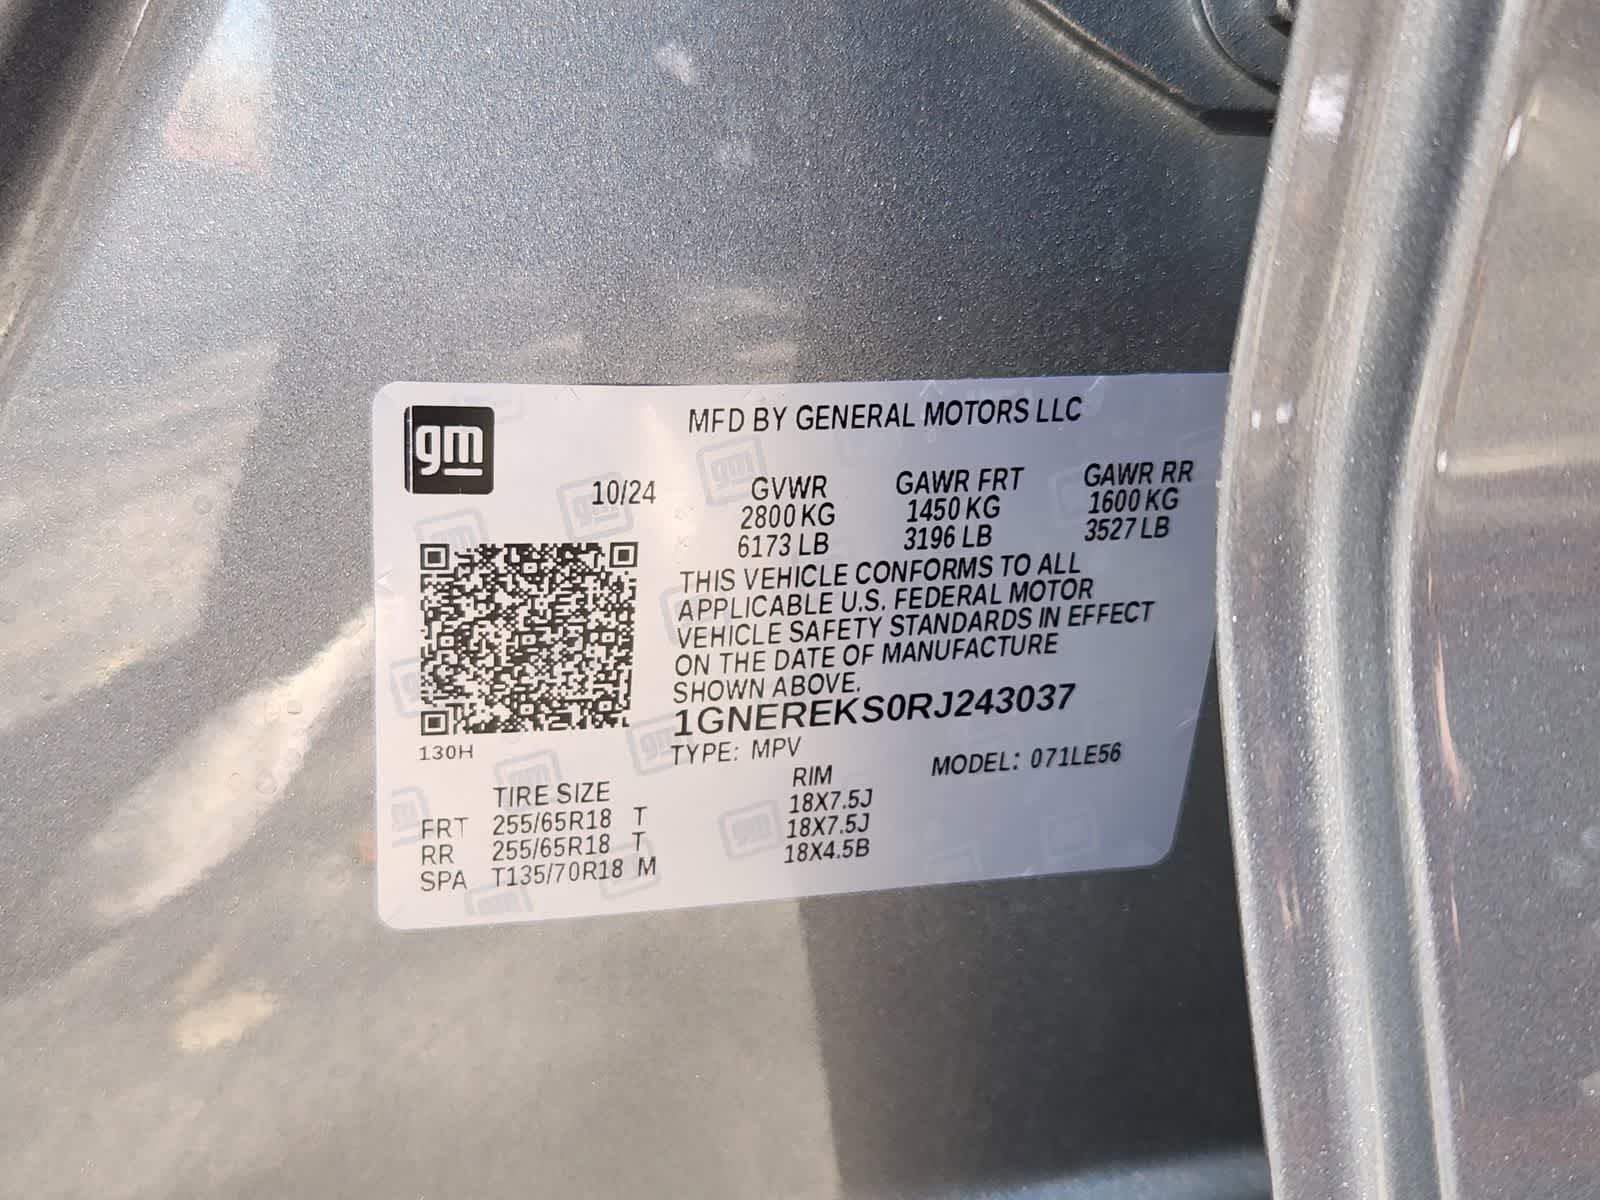 gm
MFD BY GENERAL MOTORS LLC
10/24 GVWR GAWR FRT GAWR RR
2800 KG 1450 KG 1600 KG
6173 LB 3196 LB 3527 LB
THIS VEHICLE CONFORMS TO ALL
APPLICABLE U.S. FEDERAL MOTOR
VEHICLE SAFETY STANDARDS IN EFFECT
ON THE DATE OF MANUFACTURE
SHOWN ABOVE.
1GNEREKS0RJ243037
130H
TYPE: MPV MODEL: 071LE56
TIRE SIZE RIM
FRT 255/65R18 T 18X7.5J
RR 255/65R18 T 18X7.5J
SPA T135/70R18 M 18X4.5B